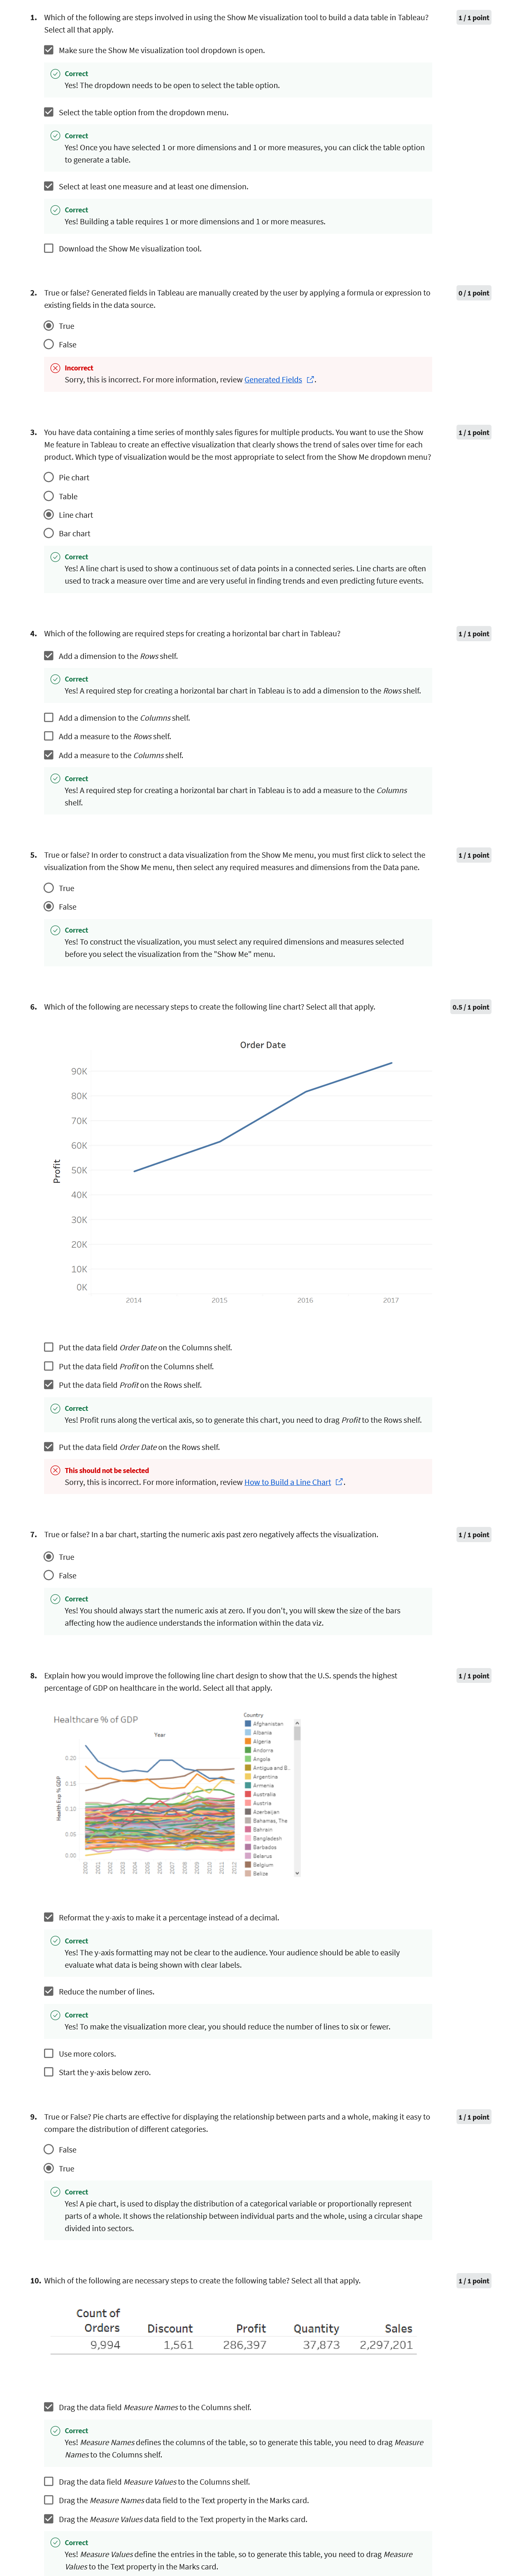 1. Which of the following are steps involved in using the Show Me visualization tool to build a data table in Tableau?
Select all that apply.
1 / 1 point
Make sure the Show Me visualization tool dropdown is open.
Correct
Yes! The dropdown needs to be open to select the table option.
Select the table option from the dropdown menu.
Correct
Yes! Once you have selected 1 or more dimensions and 1 or more measures, you can click the table option
to generate a table.
Select at least one measure and at least one dimension.
Correct
Yes! Building a table requires 1 or more dimensions and 1 or more measures.
Download the Show Me visualization tool.
2. True or false? Generated fields in Tableau are manually created by the user by applying a formula or expression to
existing fields in the data source.
0 / 1 point
True
False
Incorrect
Sorry, this is incorrect. For more information, review Generated Fields.
3. You have data containing a time series of monthly sales figures for multiple products. You want to use the Show
Me feature in Tableau to create an effective visualization that clearly shows the trend of sales over time for each
product. Which type of visualization would be the most appropriate to select from the Show Me dropdown menu?
1 / 1 point
Pie chart
Table
Line chart
Bar chart
Correct
Yes! A line chart is used to show a continuous set of data points in a connected series. Line charts are often
used to track a measure over time and are very useful in finding trends and even predicting future events.
4. Which of the following are required steps for creating a horizontal bar chart in Tableau?
1 / 1 point
Add a dimension to the Rows shelf.
Correct
Yes! A required step for creating a horizontal bar chart in Tableau is to add a dimension to the Rows shelf.
Add a dimension to the Columns shelf.
Add a measure to the Rows shelf.
Add a measure to the Columns shelf.
Correct
Yes! A required step for creating a horizontal bar chart in Tableau is to add a measure to the Columns
shelf.
5. True or false? In order to construct a data visualization from the Show Me menu, you must first click to select the
visualization from the Show Me menu, then select any required measures and dimensions from the Data pane.
1 / 1 point
True
False
Correct
Yes! To construct the visualization, you must select any required dimensions and measures selected
before you select the visualization from the "Show Me" menu.
6. Which of the following are necessary steps to create the following line chart? Select all that apply.
0.5 / 1 point
Order Date
90K
80K
70K
60K
50K
40K
30K
20K
10K
0K
Profit
2014 2015 2016 2017
Put the data field Order Date on the Columns shelf.
Put the data field Profit on the Columns shelf.
Put the data field Profit on the Rows shelf.
Correct
Yes! Profit runs along the vertical axis, so to generate this chart, you need to drag Profit to the Rows shelf.
Put the data field Order Date on the Rows shelf.
This should not be selected
Sorry, this is incorrect. For more information, review How to Build a Line Chart.
7. True or false? In a bar chart, starting the numeric axis past zero negatively affects the visualization.
1 / 1 point
True
False
Correct
Yes! You should always start the numeric axis at zero. If you don't, you will skew the size of the bars
affecting how the audience understands the information within the data viz.
8. Explain how you would improve the following line chart design to show that the U.S. spends the highest
percentage of GDP on healthcare in the world. Select all that apply.
1 / 1 point
Healthcare % of GDP
Year
0.20
0.15
0.10
0.05
0.00
Health Exp % GDP
2000 2001 2002 2003 2004 2005 2006 2007 2008 2009 2010 2011 2012
Country
Afghanistan
Albania
Algeria
Andorra
Angola
Antigua and B..
Argentina
Armenia
Australia
Austria
Azerbaijan
Bahamas, The
Bahrain
Bangladesh
Barbados
Belarus
Belgium
Belize
Reformat the y-axis to make it a percentage instead of a decimal.
Correct
Yes! The y-axis formatting may not be clear to the audience. Your audience should be able to easily
evaluate what data is being shown with clear labels.
Reduce the number of lines.
Correct
Yes! To make the visualization more clear, you should reduce the number of lines to six or fewer.
Use more colors.
Start the y-axis below zero.
9. True or False? Pie charts are effective for displaying the relationship between parts and a whole, making it easy to
compare the distribution of different categories.
1 / 1 point
False
True
Correct
Yes! A pie chart, is used to display the distribution of a categorical variable or proportionally represent
parts of a whole. It shows the relationship between individual parts and the whole, using a circular shape
divided into sectors.
10. Which of the following are necessary steps to create the following table? Select all that apply.
1 / 1 point
Count of
Orders Discount Profit Quantity Sales
9,994 1,561 286,397 37,873 2,297,201
Drag the data field Measure Names to the Columns shelf.
Correct
Yes! Measure Names defines the columns of the table, so to generate this table, you need to drag Measure
Names to the Columns shelf.
Drag the data field Measure Values to the Columns shelf.
Drag the Measure Names data field to the Text property in the Marks card.
Drag the Measure Values data field to the Text property in the Marks card.
Correct
Yes! Measure Values define the entries in the table, so to generate this table, you need to drag Measure
Values to the Text property in the Marks card.